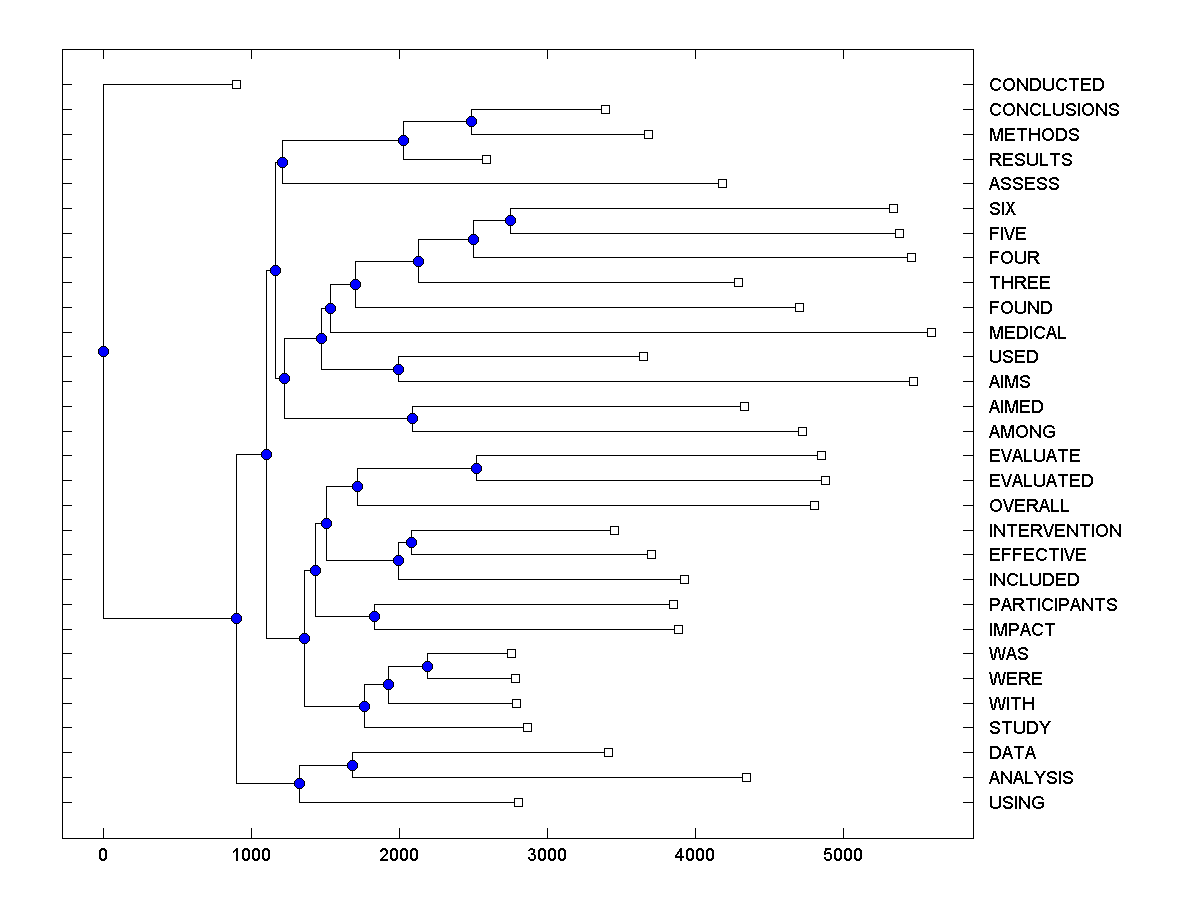 CONDUCTED
CONCLUSIONS
METHODS
RESULTS
ASSESS
SIX
FIVE
FOUR
THREE
FOUND
MEDICAL
USED
AIMS
AIMED
AMONG
EVALUATE
EVALUATED
OVERALL
INTERVENTION
EFFECTIVE
INCLUDED
PARTICIPANTS
IMPACT
WAS
WERE
WITH
STUDY
DATA
ANALYSIS
USING
0 1000 2000 3000 4000 5000